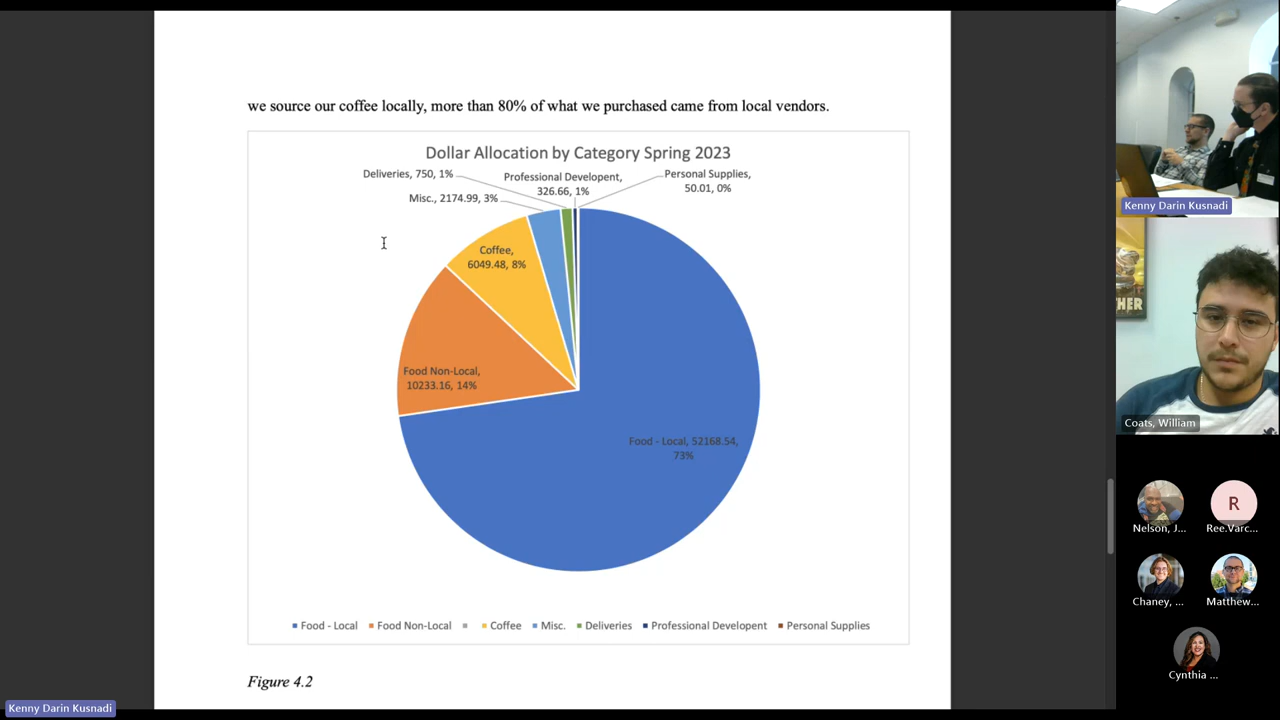 we source our coffee locally, more than 80% of what we purchased came from local vendors.
Dollar Allocation by Category Spring 2023
Deliveries, 750, 1%
Professional Developent,
326.66, 1%
Personal Supplies,
50.01, 0%
Misc., 2174.99, 3%
Coffee,
6049.48, 8%
Food Non-Local,
10233.16, 14%
Food - Local, 52168.54,
73%
Food - Local
Food Non-Local
Coffee
Misc.
Deliveries
Professional Developent
Personal Supplies
Figure 4.2
Kenny Darin Kusnadi
Kenny Darin Kusnadi
THER
Coats, William
Nelson, J...
R
Ree.Varc...
Chaney, ...
Matthew...
Cynthia ...